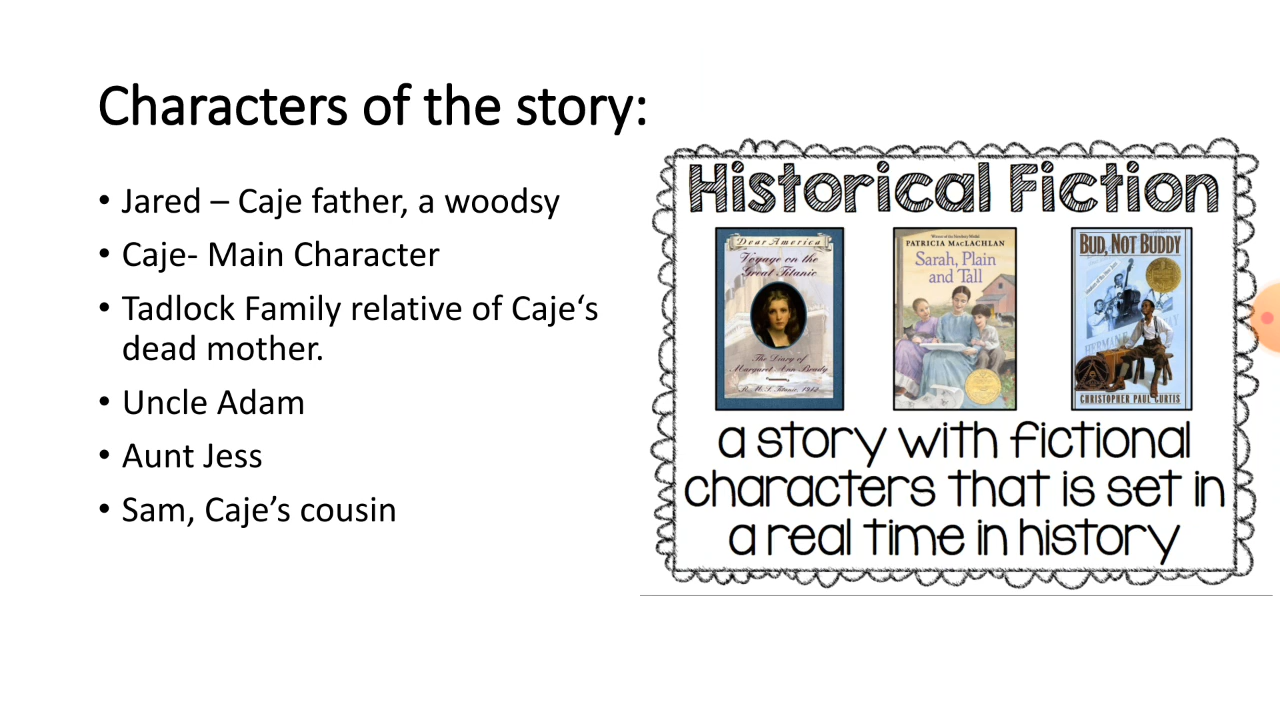 Characters of the story:
• Jared – Caje father, a woodsy
• Caje- Main Character
• Tadlock Family relative of Caje‘s
dead mother.
• Uncle Adam
• Aunt Jess
• Sam, Caje’s cousin
Historical Fiction
Dear America
Voyage on the
Great Titanic
The Diary of
Margaret Ann Brady
R.M.S. Titanic, 1912
PATRICIA MACLACHLAN
Sarah, Plain
and Tall
BUD, NOT BUDDY
CHRISTOPHER PAUL CURTIS
a story with fictional
characters that is set in
a real time in history